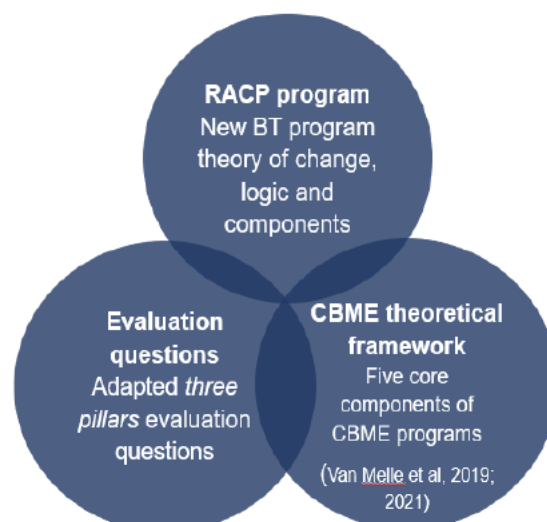 RACP program
New BT program
theory of change,
logic and
components
Evaluation
questions
Adapted three
pillars evaluation
questions
CBME theoretical
framework
Five core
components of
CBME programs
(Van Melle et al, 2019;
2021)